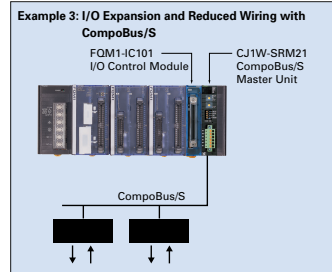 Example 3: I/O Expansion and Reduced Wiring with
CompoBus/S
FQM1-IC101
I/O Control Module
CJ1W-SRM21
CompoBus/S
Master Unit
CompoBus/S